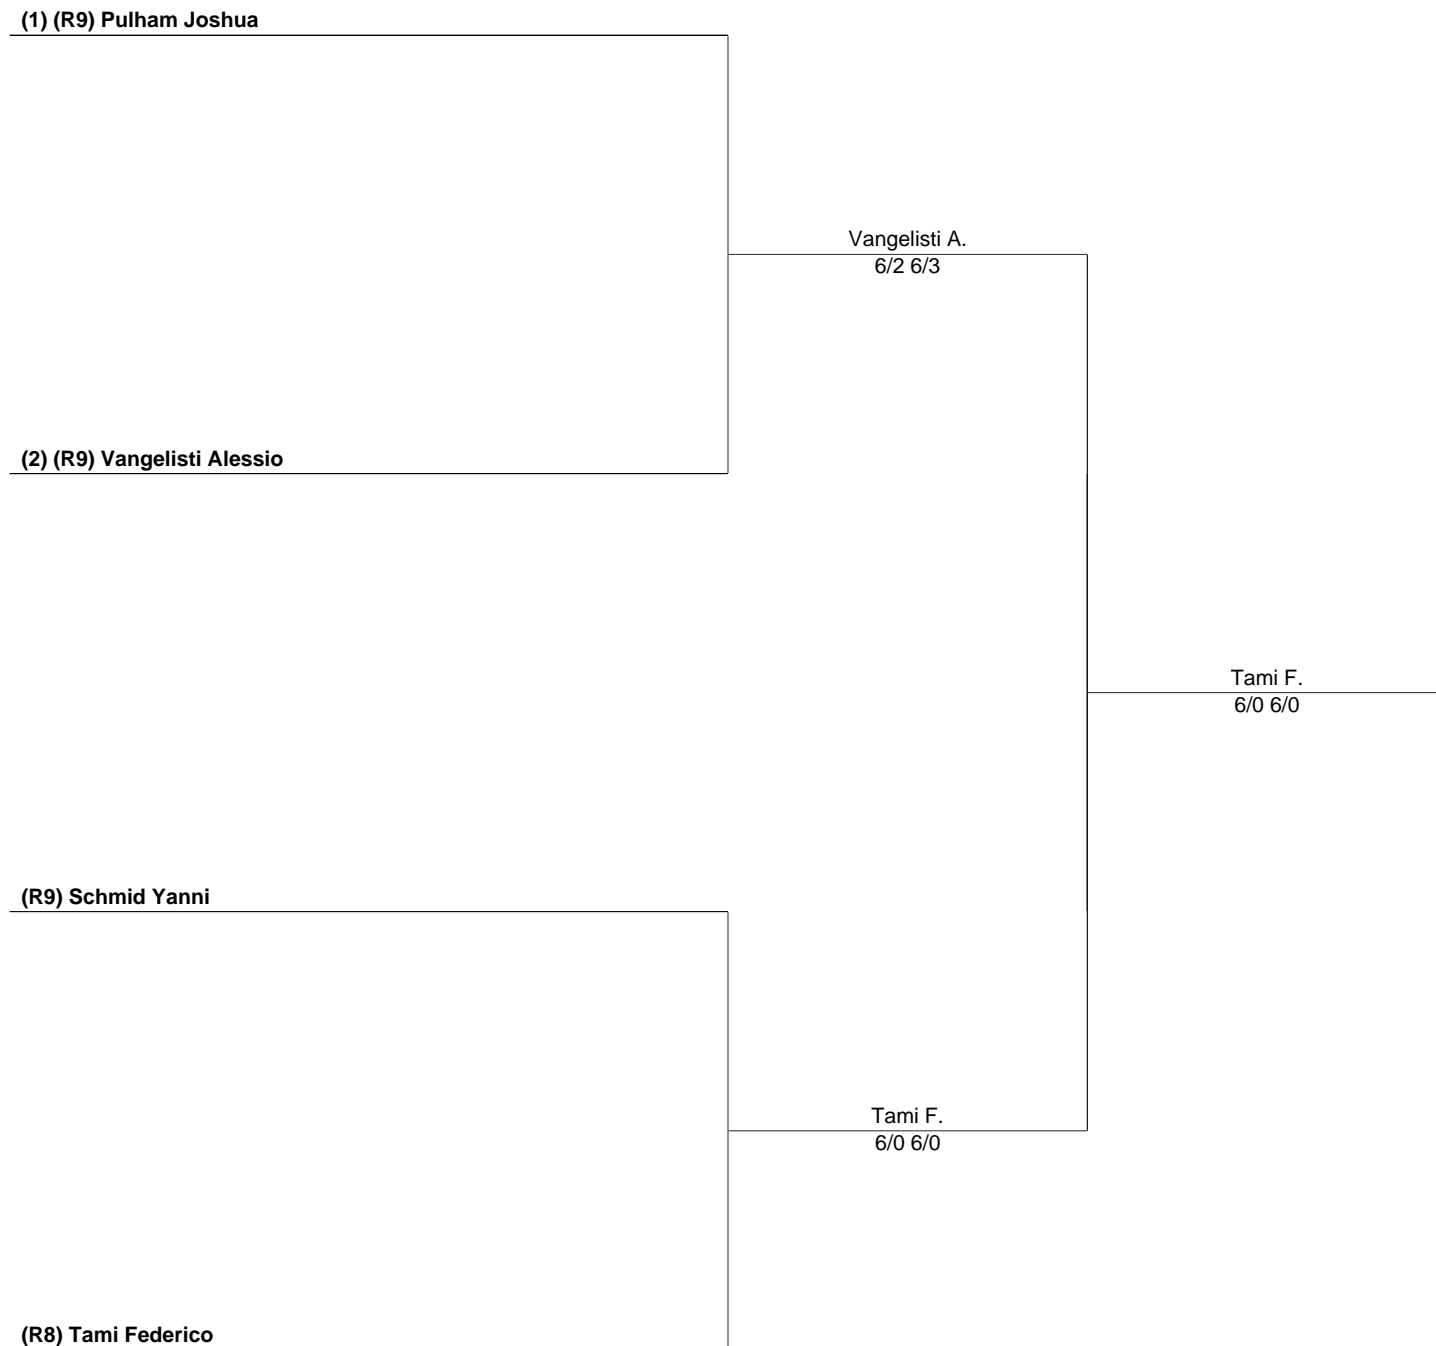 (1) (R9) Pulham Joshua
Vangelisti A.
6/2 6/3
(2) (R9) Vangelisti Alessio
Tami F.
6/0 6/0
(R9) Schmid Yanni
Tami F.
6/0 6/0
(R8) Tami Federico